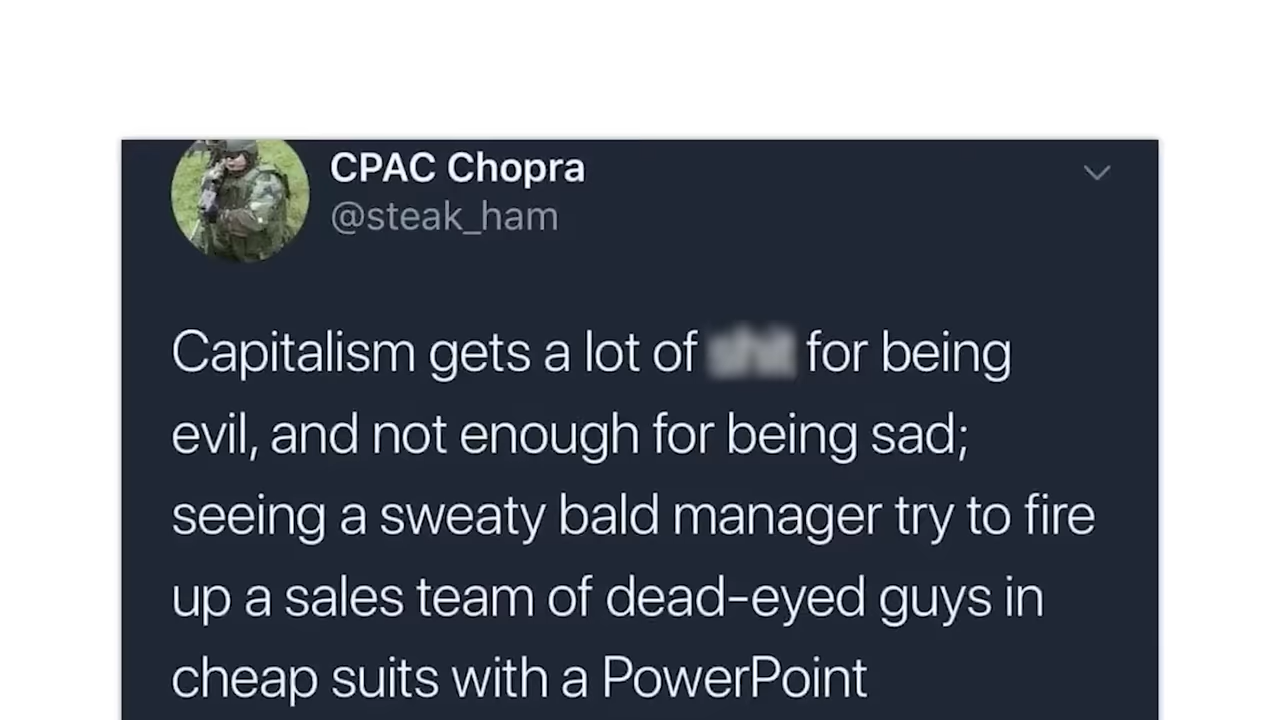 CPAC Chopra
@steak_ham
Capitalism gets a lot of for being
evil, and not enough for being sad;
seeing a sweaty bald manager try to fire
up a sales team of dead-eyed guys in
cheap suits with a PowerPoint